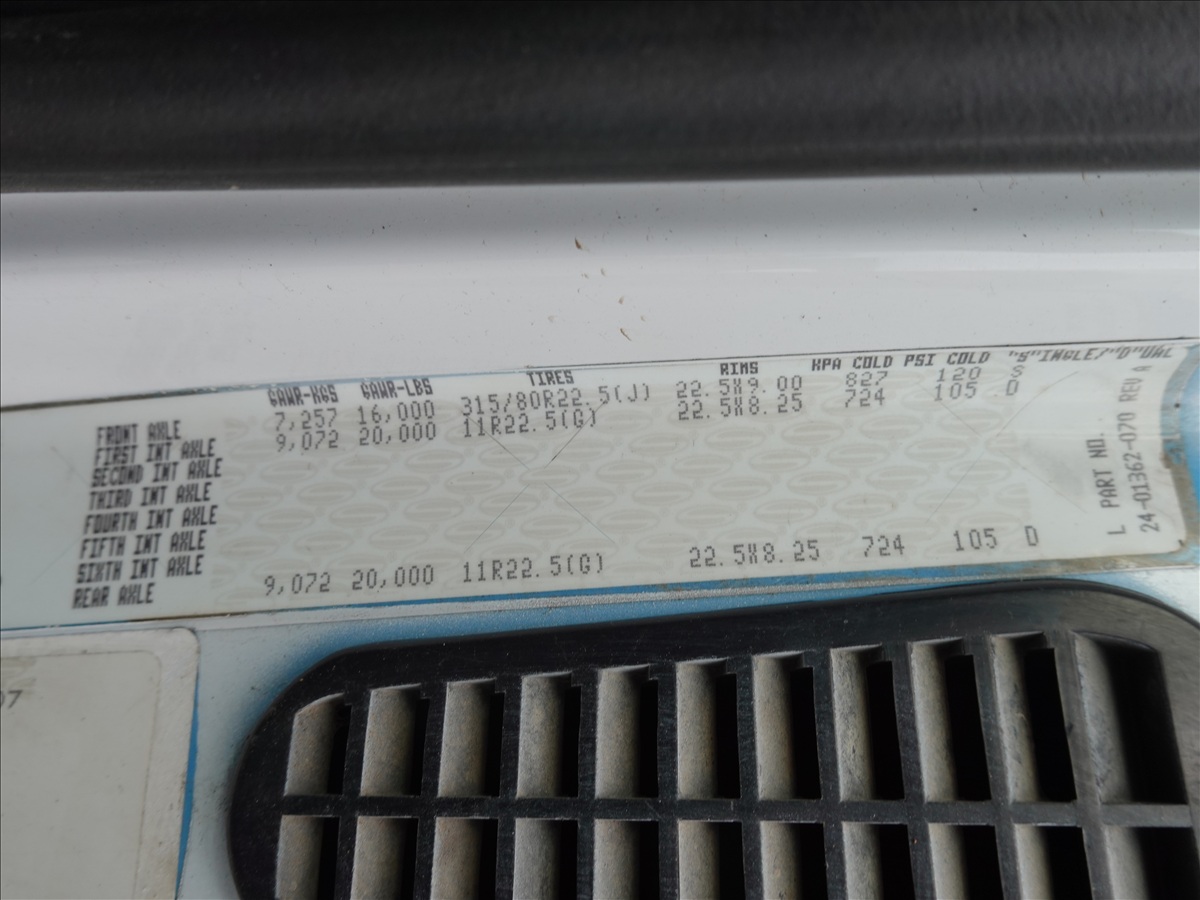 GAWR-KGS GAWR-LBS TIRES RIMS KPA COLD PSI COLD "S"INGLE/"D"UAL
FRONT AXLE 7,257 16,000 315/80R22.5(J) 22.5X9.00 827 120 S
FIRST INT AXLE 9,072 20,000 11R22.5(G) 22.5X8.25 724 105 D
SECOND INT AXLE
THIRD INT AXLE
FOURTH INT AXLE
FIFTH INT AXLE
SIXTH INT AXLE
REAR AXLE 9,072 20,000 11R22.5(G) 22.5X8.25 724 105 D
L PART NO.
24-01362-070 REV A
07